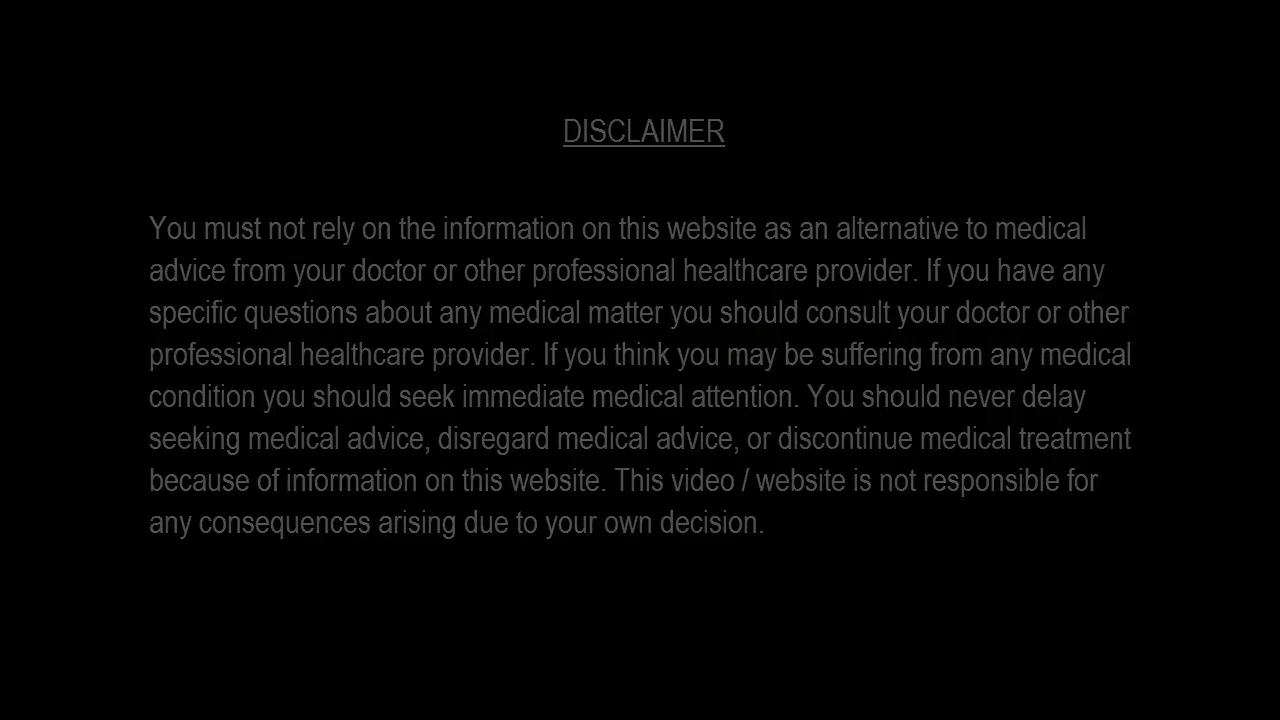 DISCLAIMER
You must not rely on the information on this website as an alternative to medical
advice from your doctor or other professional healthcare provider. If you have any
specific questions about any medical matter you should consult your doctor or other
professional healthcare provider. If you think you may be suffering from any medical
condition you should seek immediate medical attention. You should never delay
seeking medical advice, disregard medical advice, or discontinue medical treatment
because of information on this website. This video / website is not responsible for
any consequences arising due to your own decision.